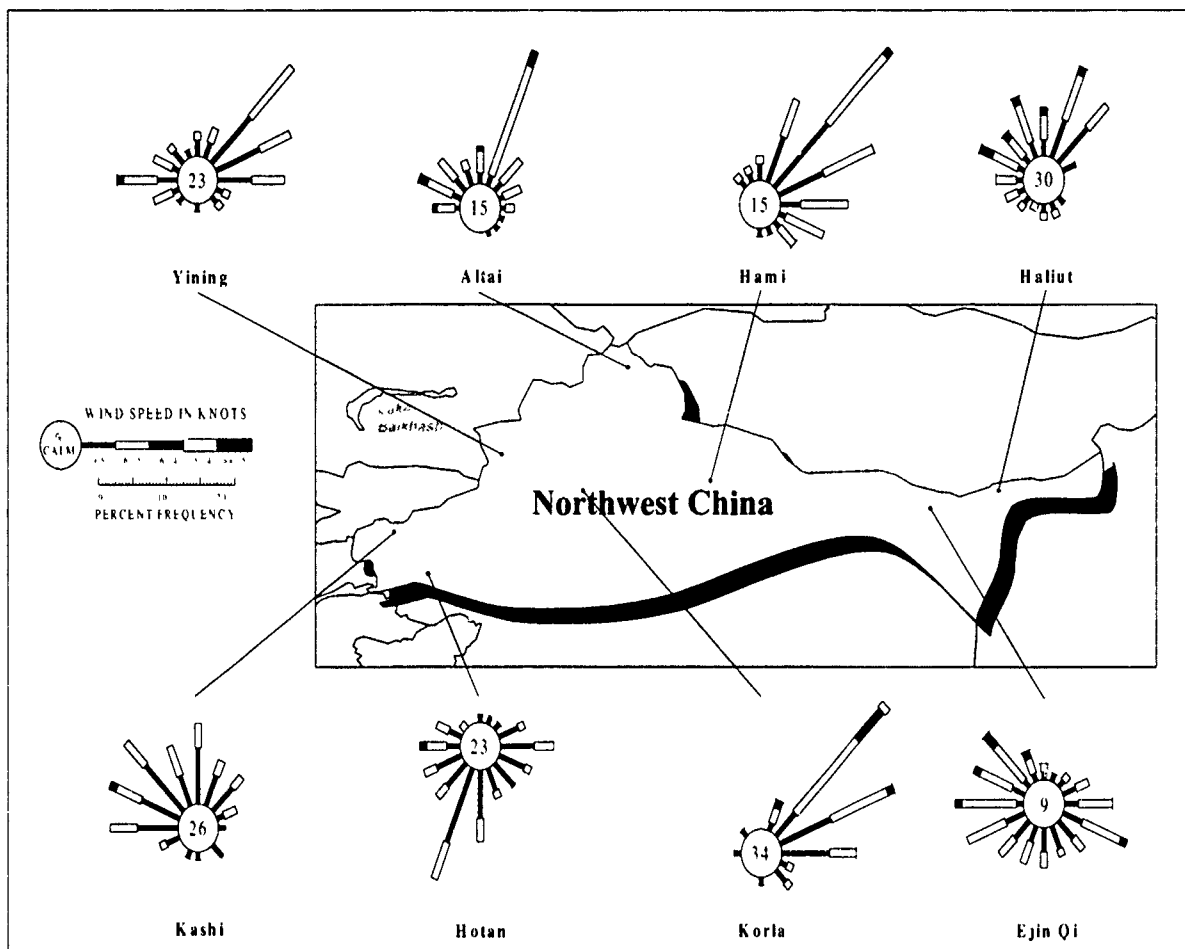 23
15
15
30
Yining
Altai
Hami
Haliut
WIND SPEED IN KNOTS
%
CALM
PERCENT FREQUENCY
Lake
Balkhash
Northwest China
26
23
34
9
Kashi
Hotan
Korla
Ejin Qi